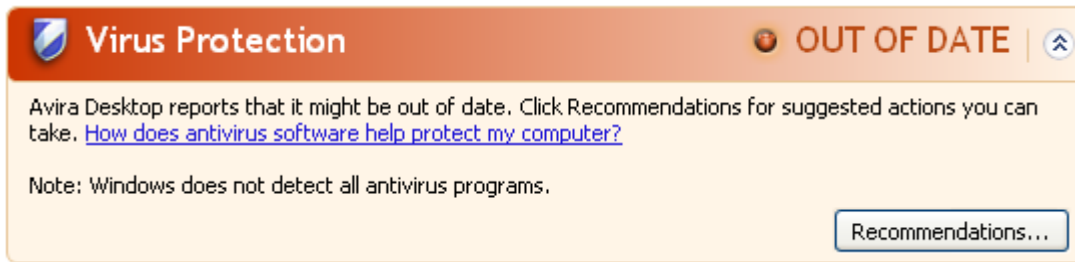 Virus Protection OUT OF DATE
Avira Desktop reports that it might be out of date. Click Recommendations for suggested actions you can
take. How does antivirus software help protect my computer?
Note: Windows does not detect all antivirus programs.
Recommendations...